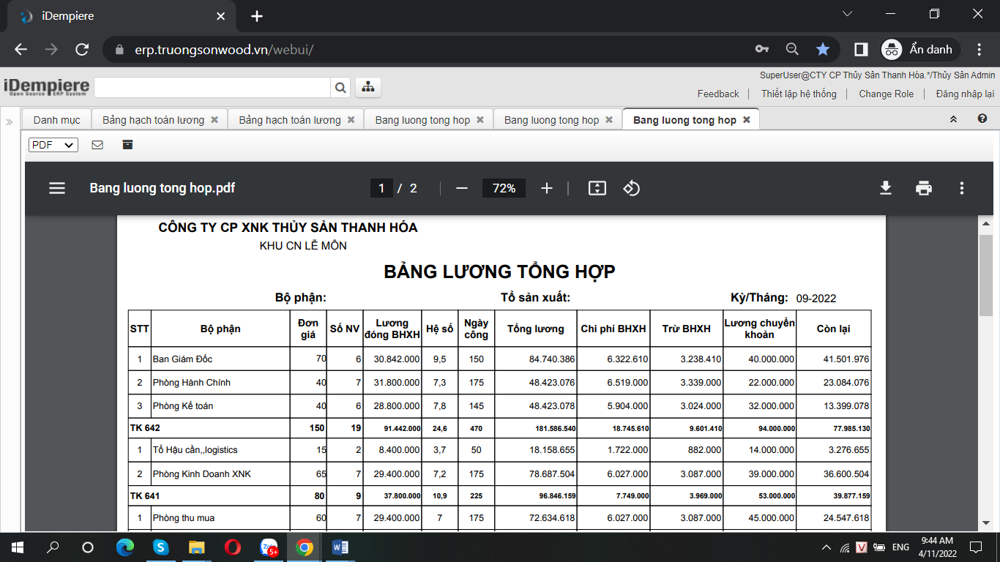 iDempiere
erp.truongsonwood.vn/webui/
Ẩn danh
iDempiere
Open Source ERP System
SuperUser@CTY CP Thủy Sản Thanh Hóa.*/Thủy Sản Admin
Feedback Thiết lập hệ thống Change Role Đăng nhập lại
Danh mục Bảng hạch toán lương Bảng hạch toán lương Bang luong tong hop Bang luong tong hop Bang luong tong hop
PDF
Bang luong tong hop.pdf 1 / 2 72%
CÔNG TY CP XNK THỦY SẢN THANH HÓA
KHU CN LỄ MÔN
BẢNG LƯƠNG TỔNG HỢP
Bộ phận: Tổ sản xuất: Kỳ/Tháng: 09-2022
STT Bộ phận Đơn giá Số NV Lương đóng BHXH Hệ số Ngày công Tổng lương Chi phí BHXH Trừ BHXH Lương chuyển khoản Còn lại
1 Ban Giám Đốc 70 6 30.842.000 9,5 150 84.740.386 6.322.610 3.238.410 40.000.000 41.501.976
2 Phòng Hành Chính 40 7 31.800.000 7,3 175 48.423.076 6.519.000 3.339.000 22.000.000 23.084.076
3 Phòng Kế toán 40 6 28.800.000 7,8 145 48.423.078 5.904.000 3.024.000 32.000.000 13.399.078
TK 642 150 19 91.442.000 24,6 470 181.586.540 18.745.610 9.601.410 94.000.000 77.985.130
1 Tổ Hậu cần,,logistics 15 2 8.400.000 3,7 50 18.158.655 1.722.000 882.000 14.000.000 3.276.655
2 Phòng Kinh Doanh XNK 65 7 29.400.000 7,2 175 78.687.504 6.027.000 3.087.000 39.000.000 36.600.504
TK 641 80 9 37.800.000 10,9 225 96.846.159 7.749.000 3.969.000 53.000.000 39.877.159
1 Phòng thu mua 60 7 29.400.000 7 175 72.634.618 6.027.000 3.087.000 45.000.000 24.547.618
5+
ENG
9:44 AM
4/11/2022